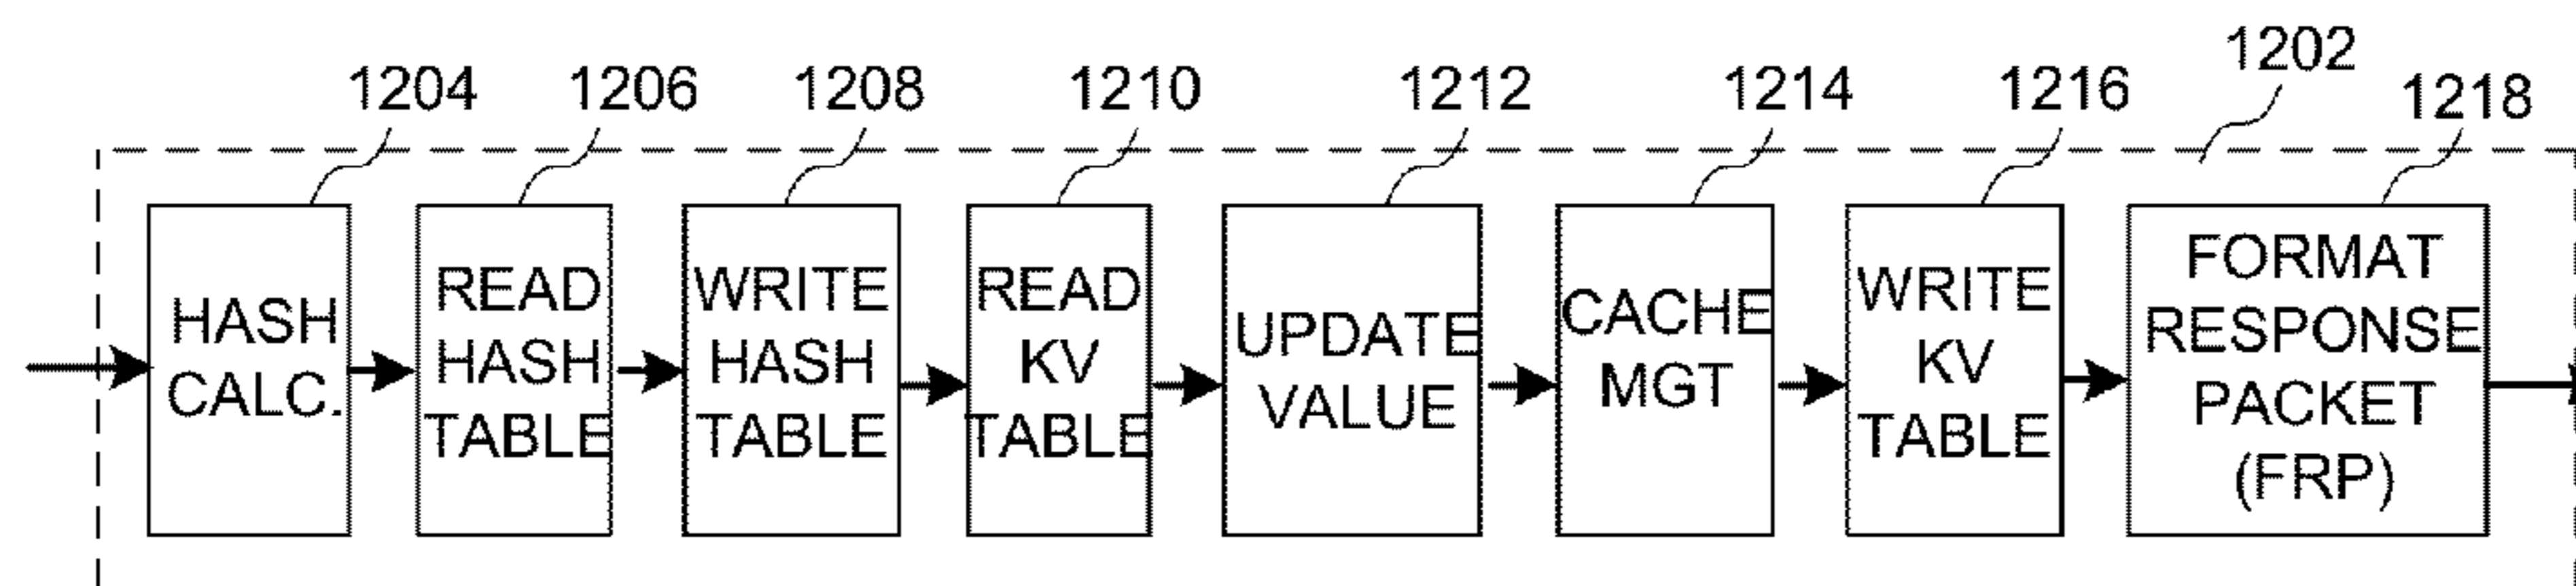 1202
1204 1206 1208 1210 1212 1214 1216 1218
HASH
CALC.
READ
HASH
TABLE
WRITE
HASH
TABLE
READ
KV
TABLE
UPDATE
VALUE
CACHE
MGT
WRITE
KV
TABLE
FORMAT
RESPONSE
PACKET
(FRP)